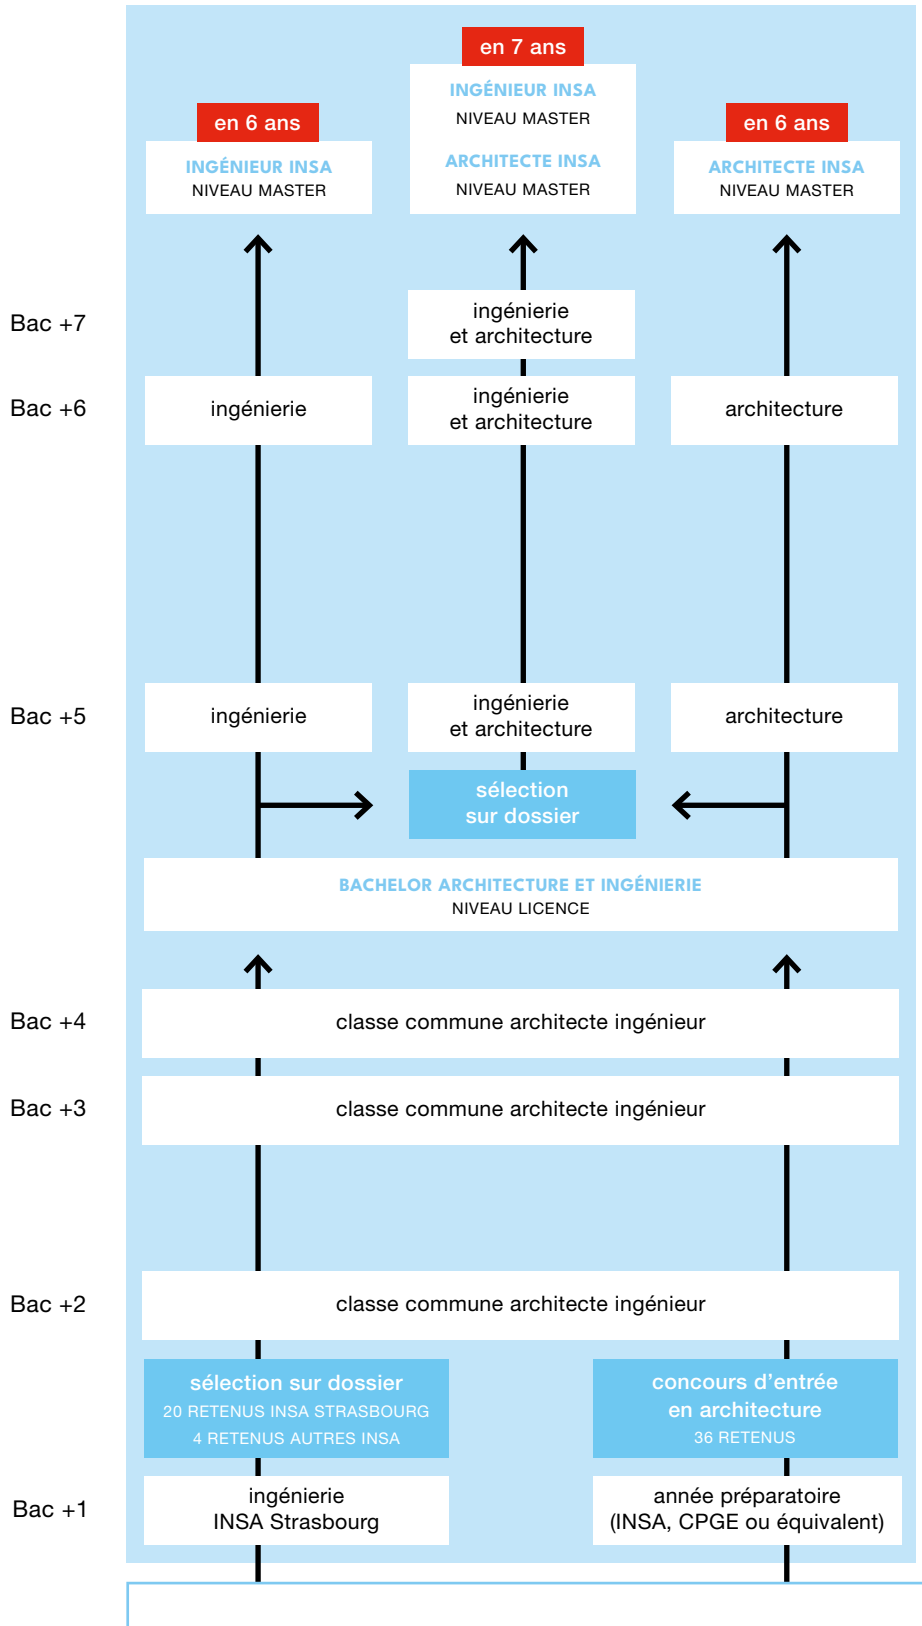 en 7 ans
INGÉNIEUR INSA
NIVEAU MASTER
ARCHITECTE INSA
NIVEAU MASTER
en 6 ans
INGÉNIEUR INSA
NIVEAU MASTER
en 6 ans
ARCHITECTE INSA
NIVEAU MASTER
Bac +7
ingénierie
et architecture
Bac +6
ingénierie
ingénierie
et architecture
architecture
Bac +5
ingénierie
ingénierie
et architecture
architecture
sélection
sur dossier
BACHELOR ARCHITECTURE ET INGÉNIERIE
NIVEAU LICENCE
Bac +4
classe commune architecte ingénieur
Bac +3
classe commune architecte ingénieur
Bac +2
classe commune architecte ingénieur
sélection sur dossier
20 RETENUS INSA STRASBOURG
4 RETENUS AUTRES INSA
concours d'entrée
en architecture
36 RETENUS
Bac +1
ingénierie
INSA Strasbourg
année préparatoire
(INSA, CPGE ou équivalent)